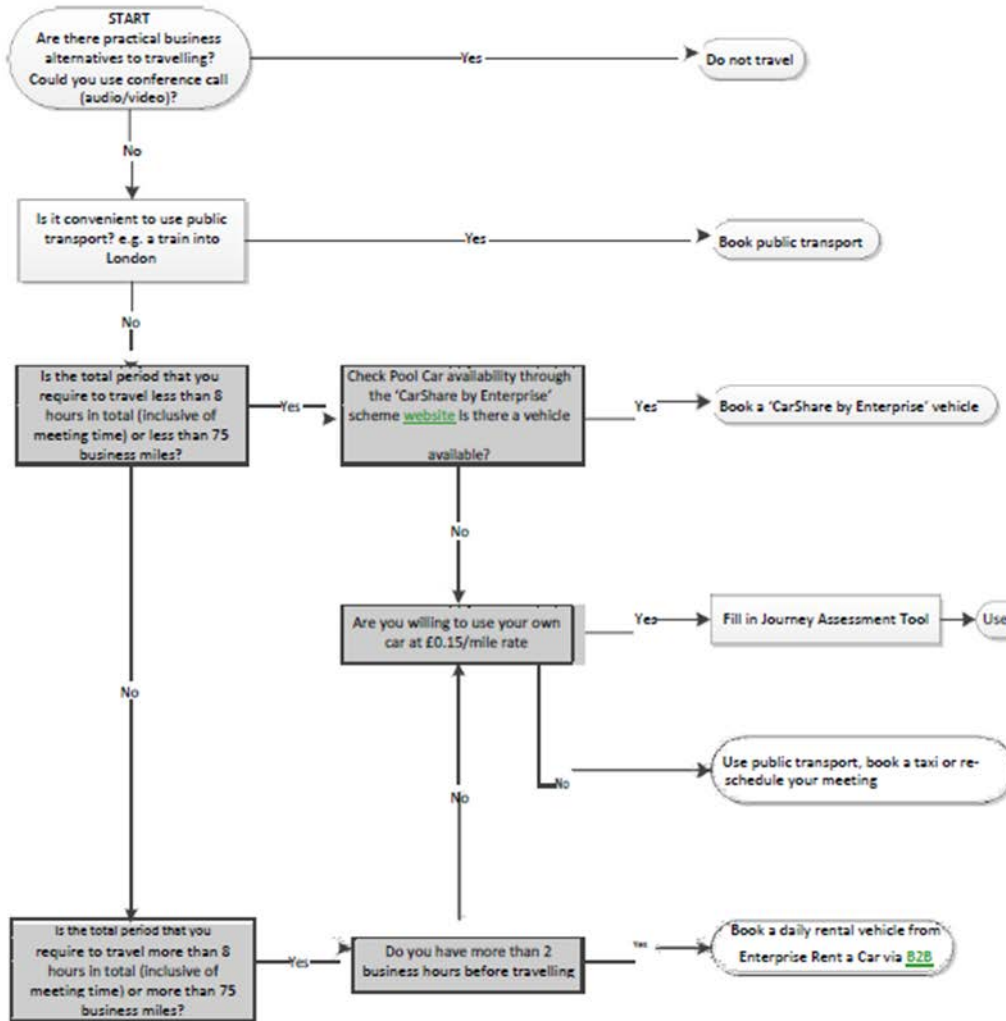 START
Are there practical business
alternatives to travelling?
Could you use conference call
(audio/video)?
Yes
Do not travel
No
Is it convenient to use public
transport? e.g. a train into
London
Yes
Book public transport
No
Is the total period that you
require to travel less than 8
hours in total (inclusive of
meeting time) or less than 75
business miles?
Yes
Check Pool Car availability through
the 'CarShare by Enterprise'
scheme website Is there a vehicle
available?
Yes
Book a 'CarShare by Enterprise' vehicle
No
Are you willing to use your own
car at £0.15/mile rate
Yes
Fill in Journey Assessment Tool
Use
No
No
Use public transport, book a taxi or re-
schedule your meeting
No
Is the total period that you
require to travel more than 8
hours in total (inclusive of
meeting time) or more than 75
business miles?
Yes
Do you have more than 2
business hours before travelling
Yes
Book a daily rental vehicle from
Enterprise Rent a Car via B2B